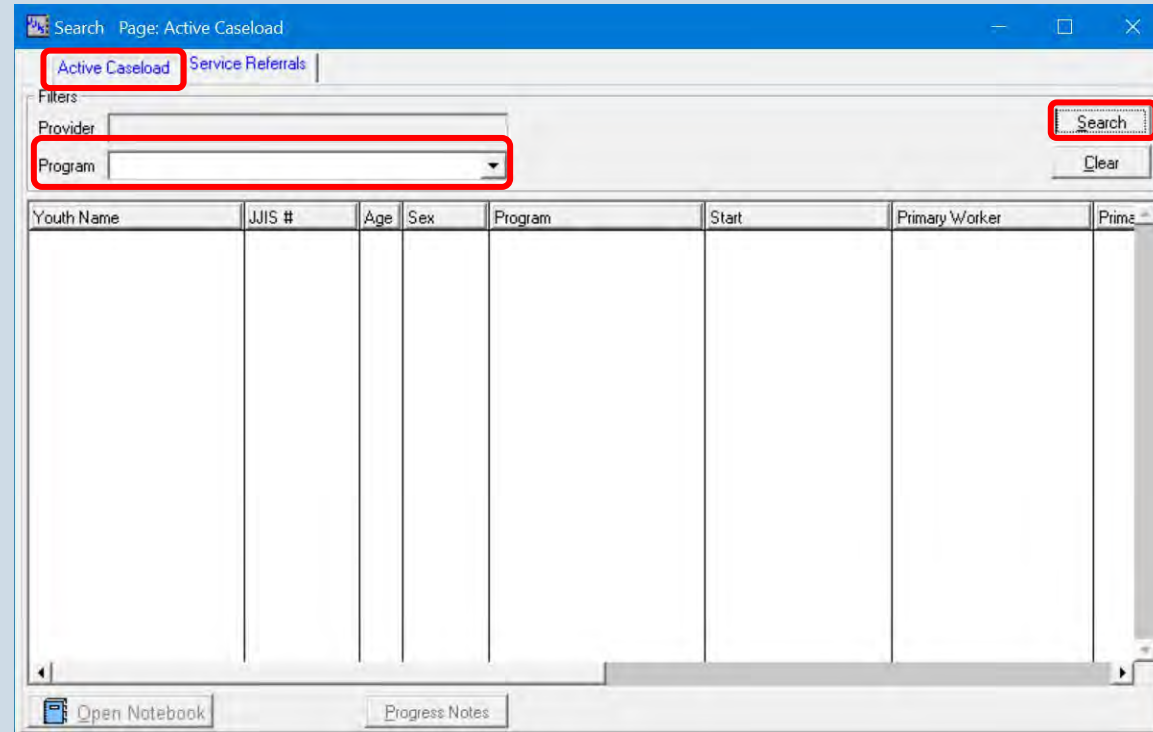 Search Page: Active Caseload
Active Caseload Service Referrals
Filters
Provider
Search
Program
Clear
Youth Name JJIS # Age Sex Program Start Primary Worker Prima
Open Notebook Progress Notes